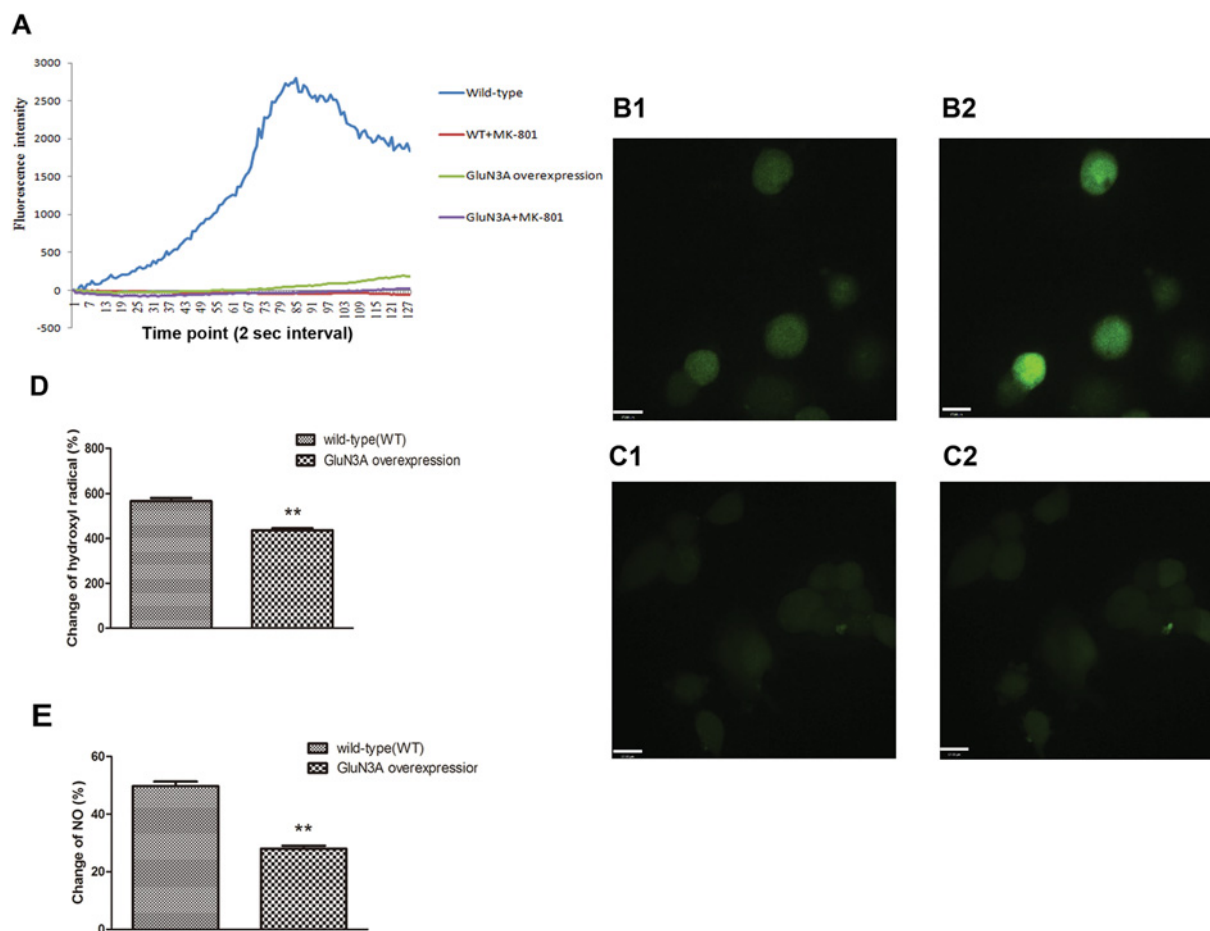 A
3000
2500
2000
1500
1000
500
0
-500
Fluorescence intensity
1 7 13 19 25 31 37 43 49 55 61 67 73 79 85 91 97 103 109 115 121 127
Time point (2 sec interval)
Wild-type
WT+MK-801
GluN3A overexpression
GluN3A+MK-801
B1
B2
C1
C2
D
wild-type(WT)
GluN3A overexpression
Change of hydroxyl radical (%)
800
600
400
200
0
**
E
wild-type(WT)
GluN3A overexpressior
Change of NO (%)
60
40
20
0
**